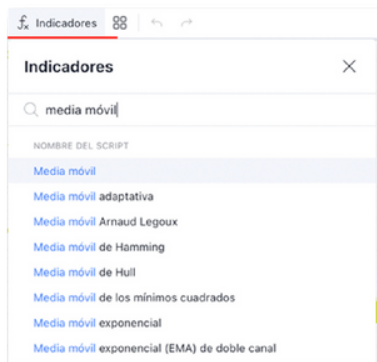 fx Indicadores
Indicadores
media móvil
NOMBRE DEL SCRIPT
Media móvil
Media móvil adaptativa
Media móvil Arnaud Legoux
Media móvil de Hamming
Media móvil de Hull
Media móvil de los mínimos cuadrados
Media móvil exponencial
Media móvil exponencial (EMA) de doble canal